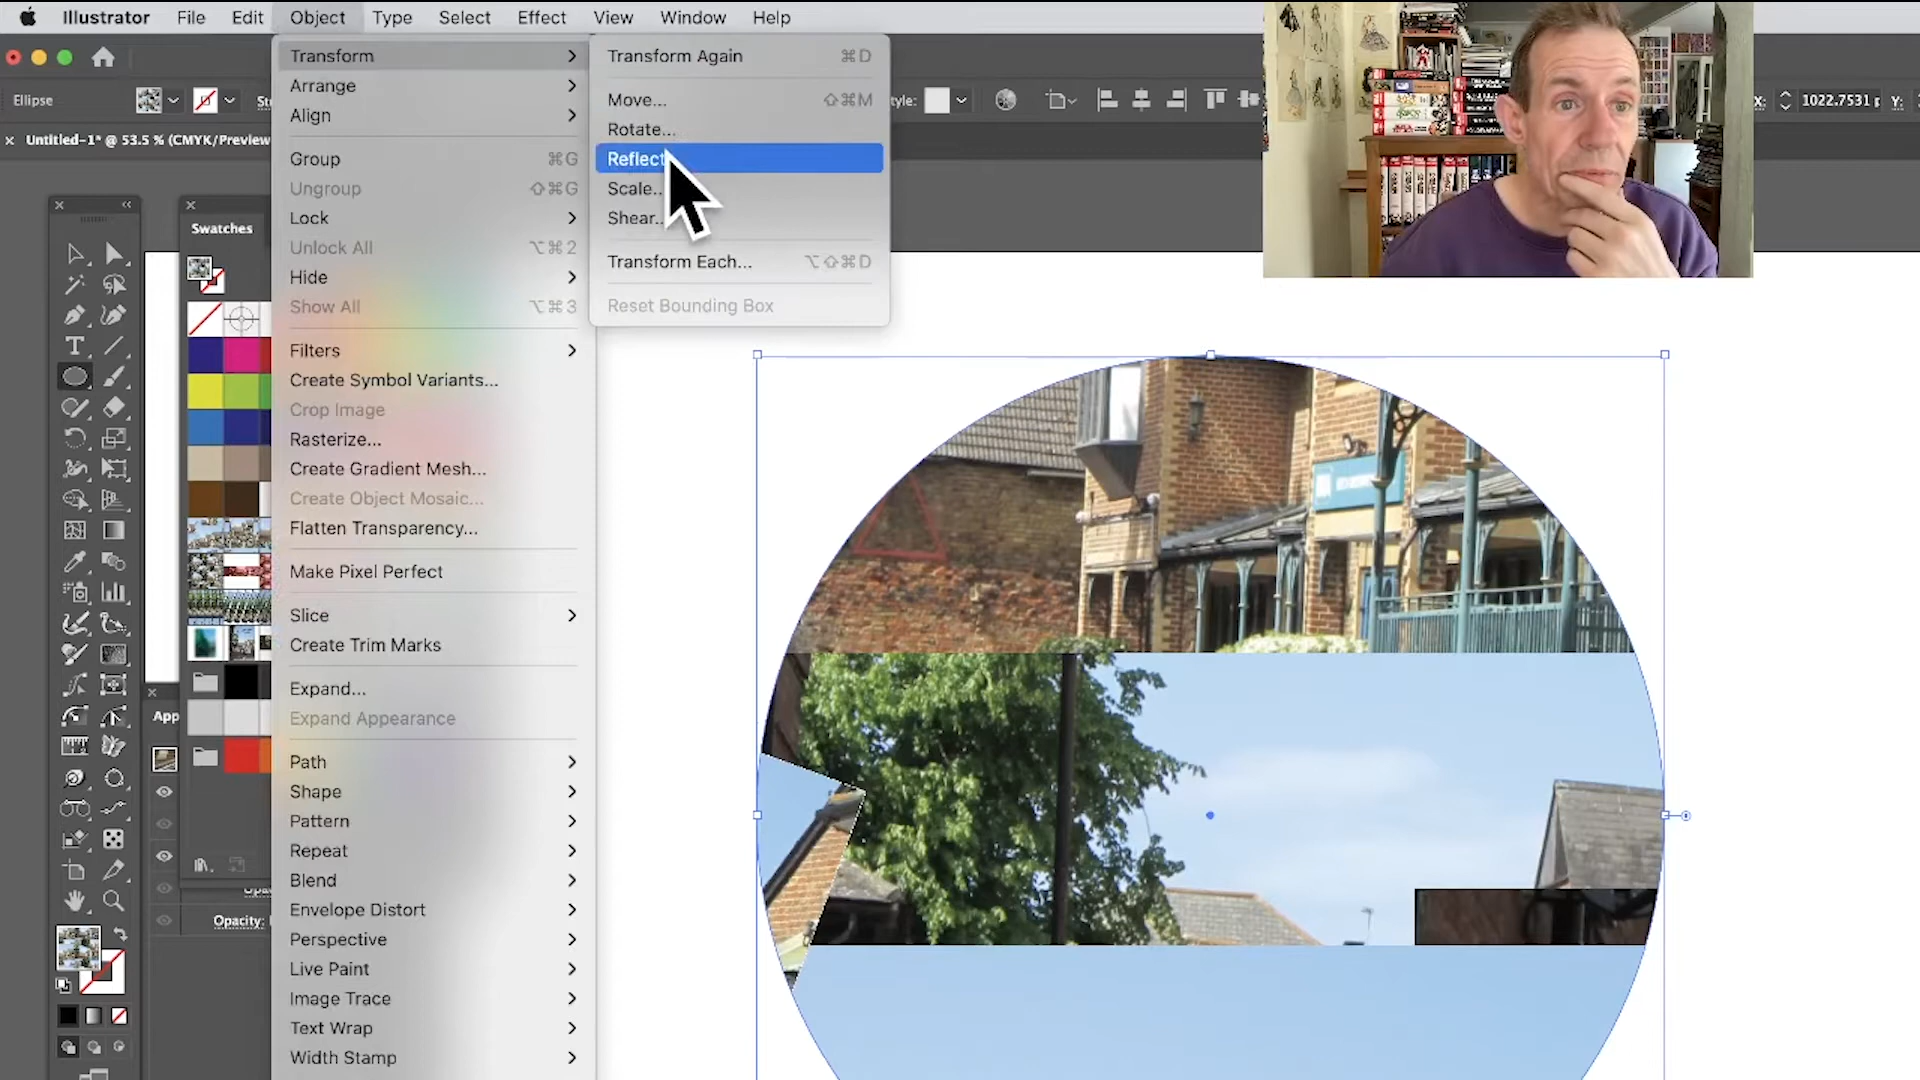 Illustrator File Edit Object Type Select Effect View Window Help
Ellipse
1022.7531
X:
Y:
Untitled-1* @ 53.5 % (CMYK/Preview
Swatches
Transform
Arrange
Align
Group ⌘G
Ungroup ⇧⌘G
Lock
Unlock All ⌥⌘2
Hide
Show All ⌥⌘3
Filters
Create Symbol Variants...
Crop Image
Rasterize...
Create Gradient Mesh...
Create Object Mosaic...
Flatten Transparency...
Make Pixel Perfect
Slice
Create Trim Marks
Expand...
Expand Appearance
Path
Shape
Pattern
Repeat
Blend
Envelope Distort
Perspective
Live Paint
Image Trace
Text Wrap
Width Stamp
Transform Again ⌘D
Move... ⇧⌘M
Rotate...
Reflect
Scale..
Shear..
Transform Each... ⌥⇧⌘D
Reset Bounding Box
App
Opacity: